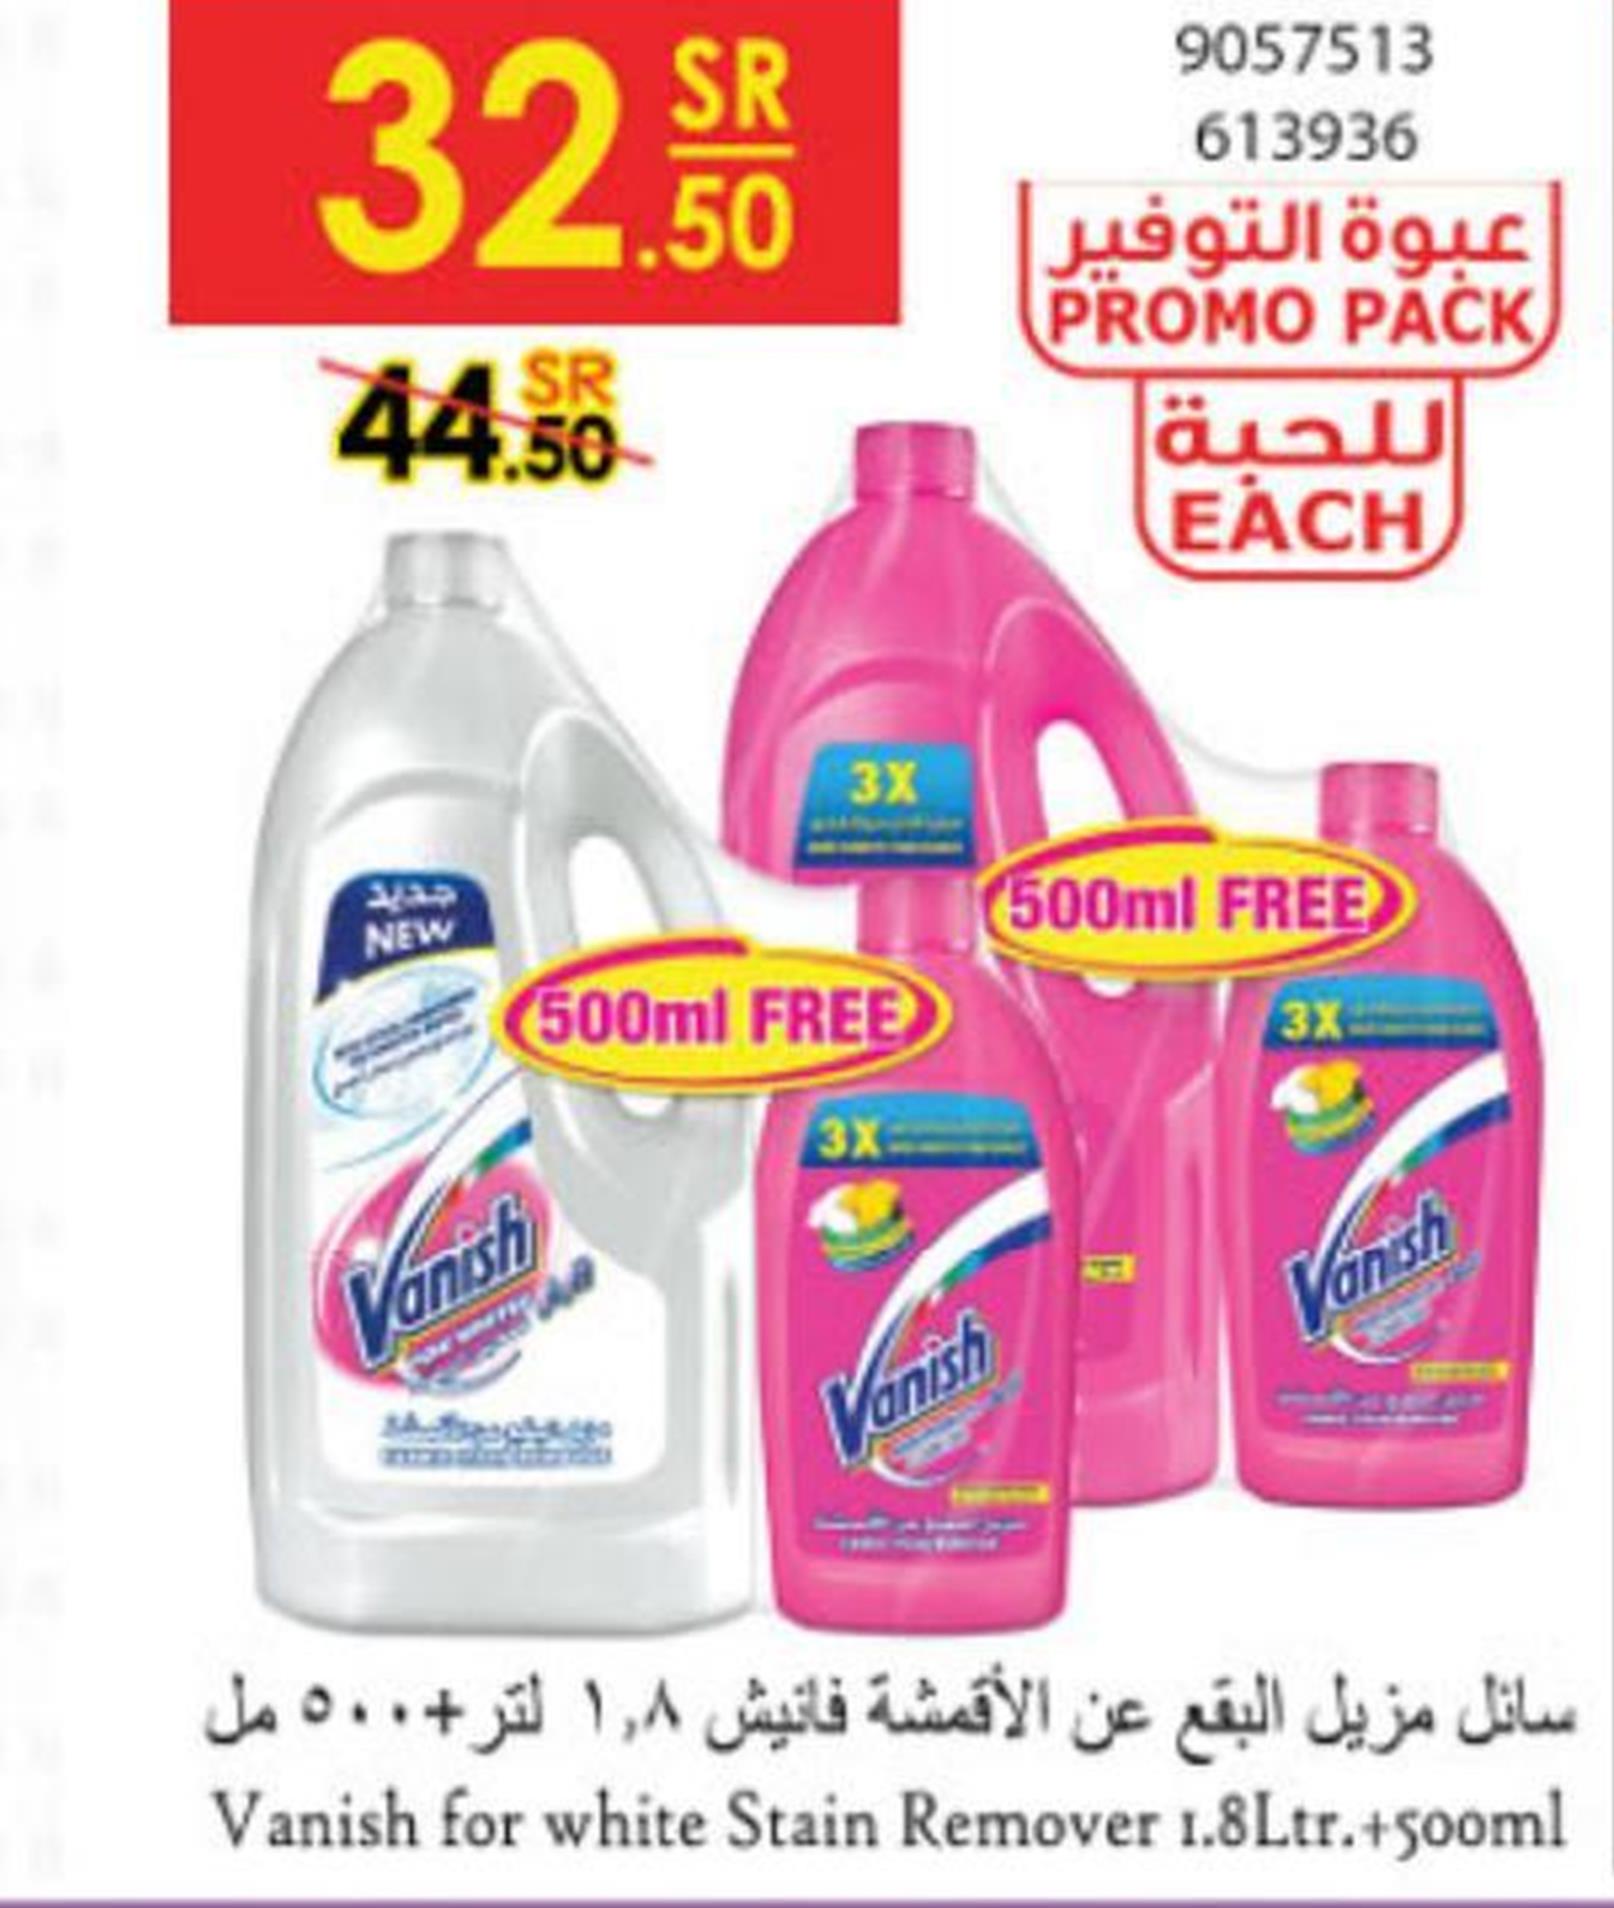 32.50 SR
9057513
613936
عبوة التوفير
PROMO PACK
للحبة
EACH
44.50 SR
3X
500ml FREE
جديد
NEW
500ml FREE
3X
3X
Vanish
Vanish
فانيش
Vanish
سائل مزيل البقع عن الأقمشة فانيش ١,٨ لتر+٥٠٠ مل
Vanish for white Stain Remover 1.8Ltr.+500ml